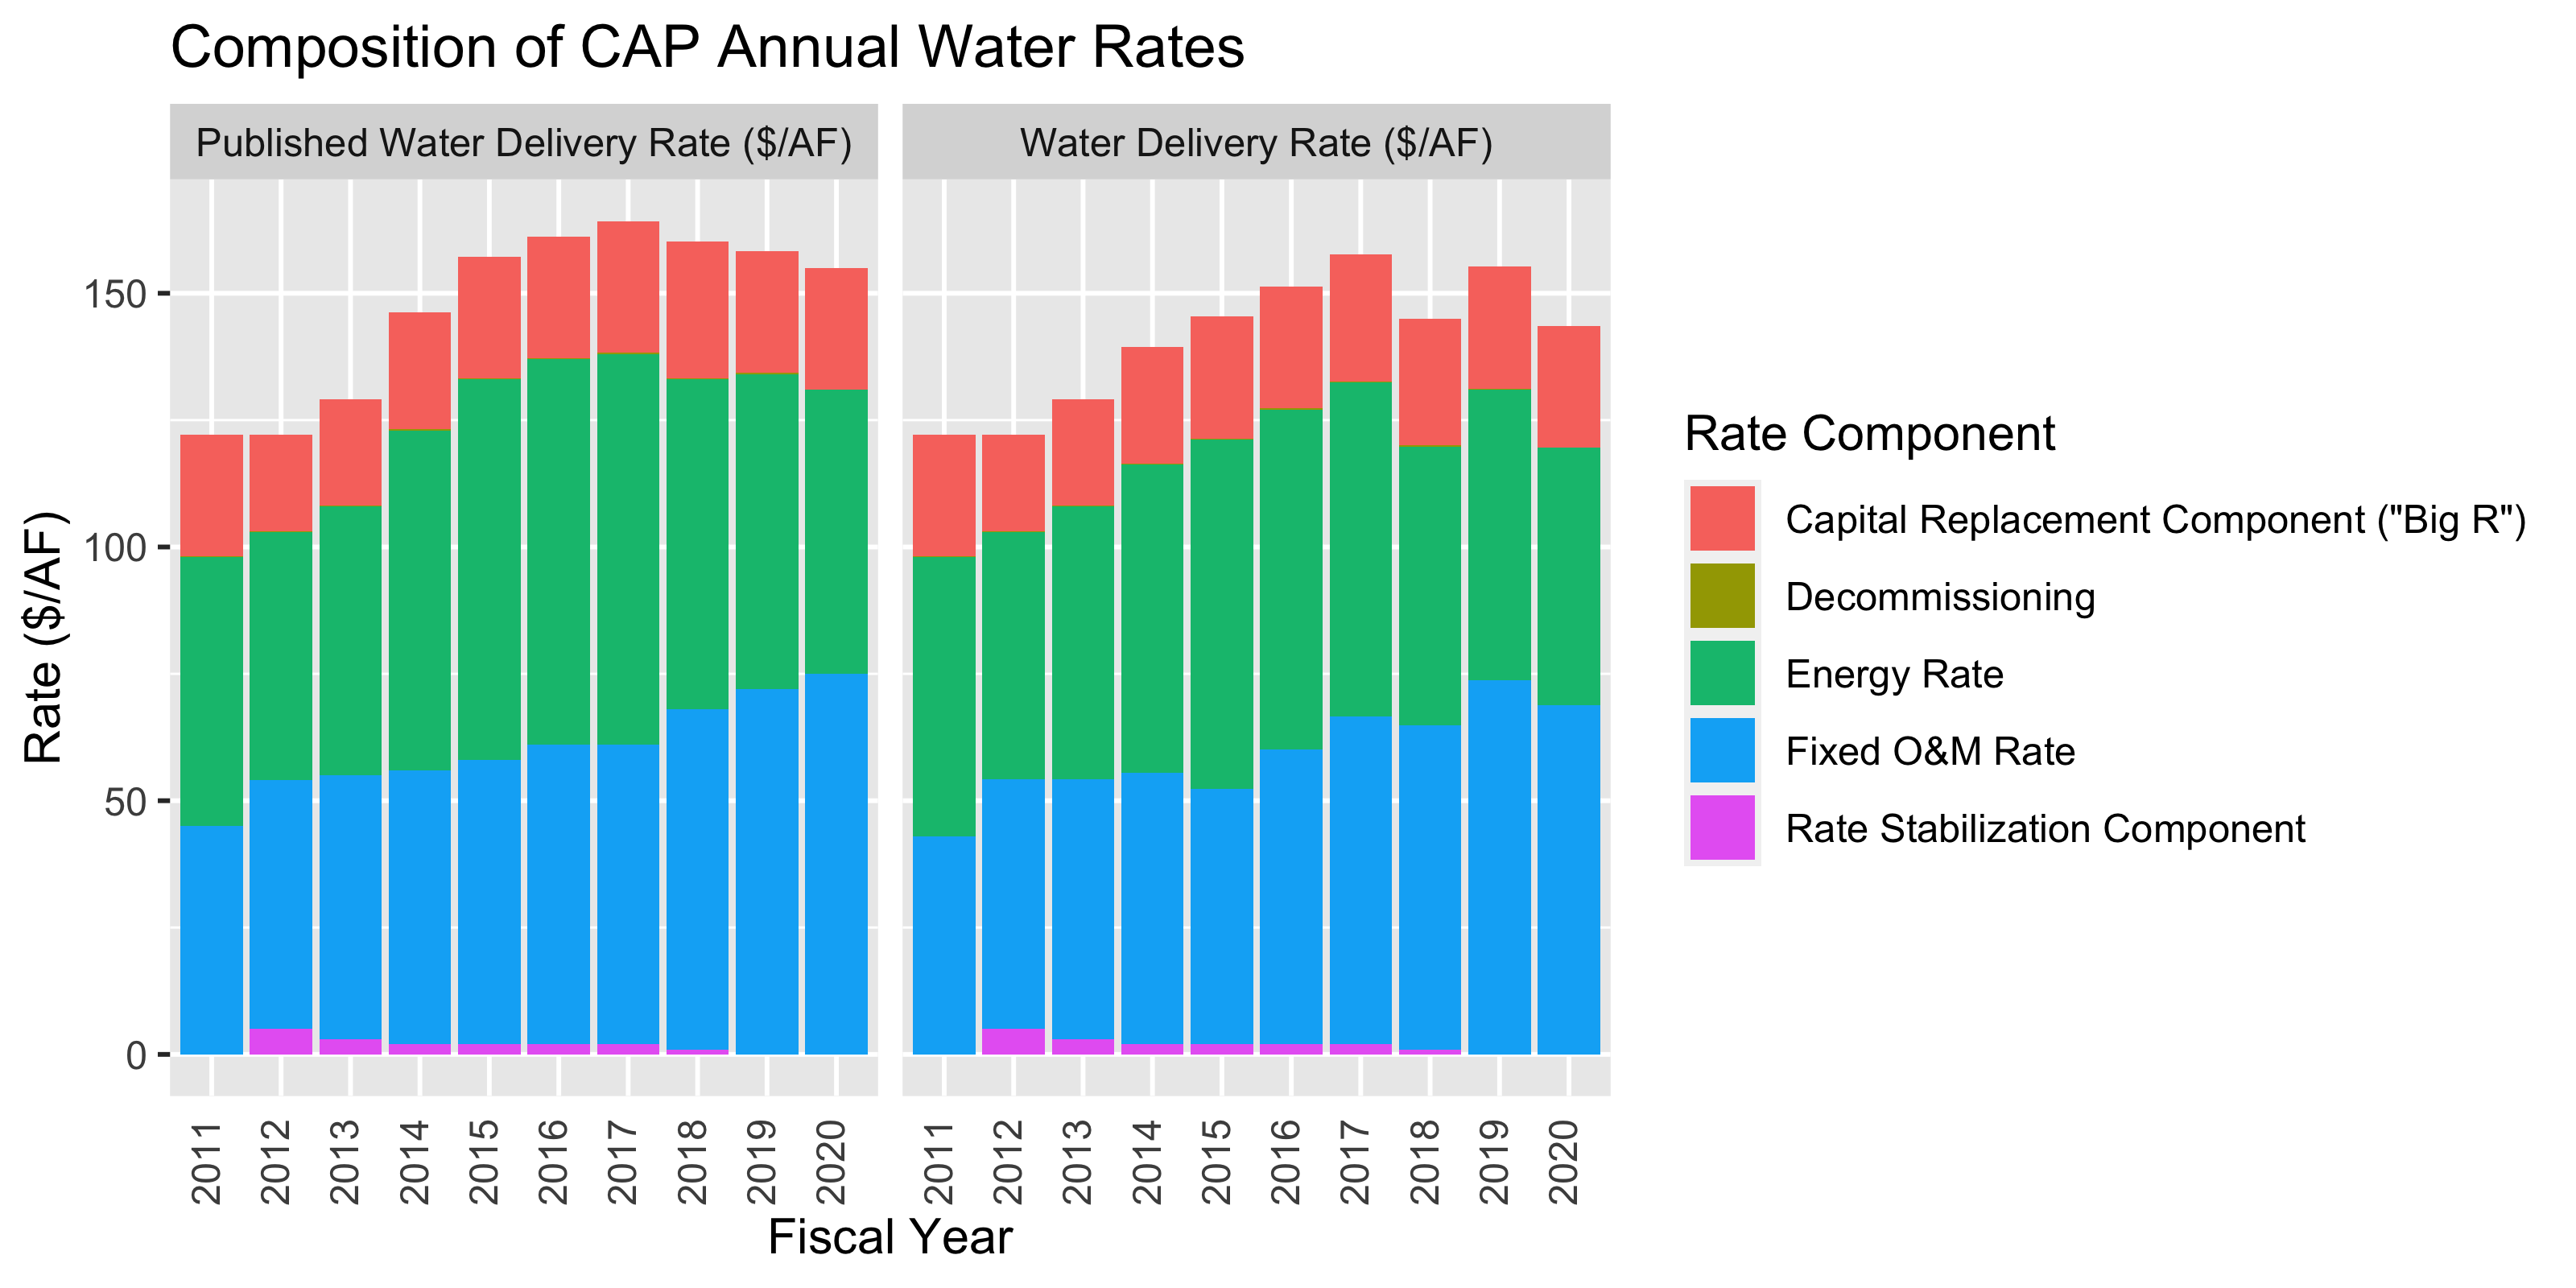 Composition of CAP Annual Water Rates
Published Water Delivery Rate ($/AF)
Water Delivery Rate ($/AF)
Rate ($/AF)
150
100
50
0
2011 2012 2013 2014 2015 2016 2017 2018 2019 2020
2011 2012 2013 2014 2015 2016 2017 2018 2019 2020
Fiscal Year
Rate Component
Capital Replacement Component ("Big R")
Decommissioning
Energy Rate
Fixed O&M Rate
Rate Stabilization Component